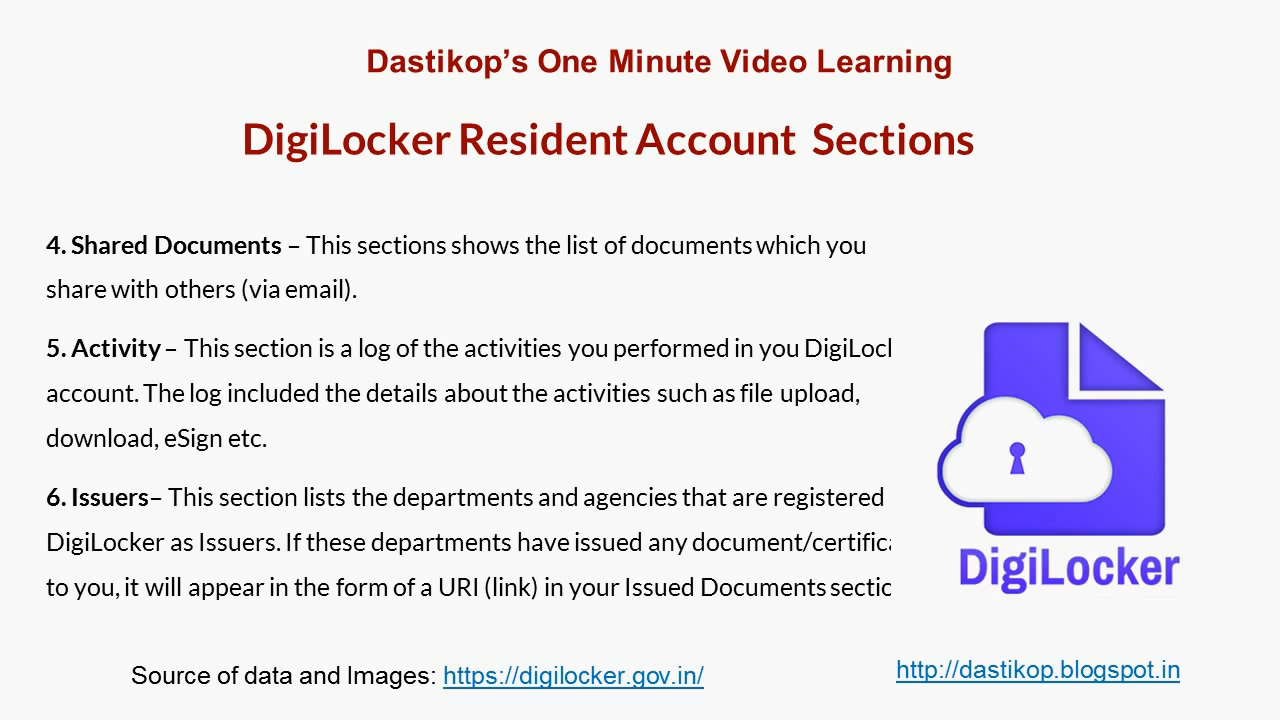 Dastikop’s One Minute Video Learning
DigiLocker Resident Account Sections
4. Shared Documents – This sections shows the list of documents which you
share with others (via email).
5. Activity – This section is a log of the activities you performed in you DigiLoc
account. The log included the details about the activities such as file upload,
download, eSign etc.
6. Issuers– This section lists the departments and agencies that are registered
DigiLocker as Issuers. If these departments have issued any document/certifica
to you, it will appear in the form of a URI (link) in your Issued Documents sectio
DigiLocker
Source of data and Images: https://digilocker.gov.in/
http://dastikop.blogspot.in